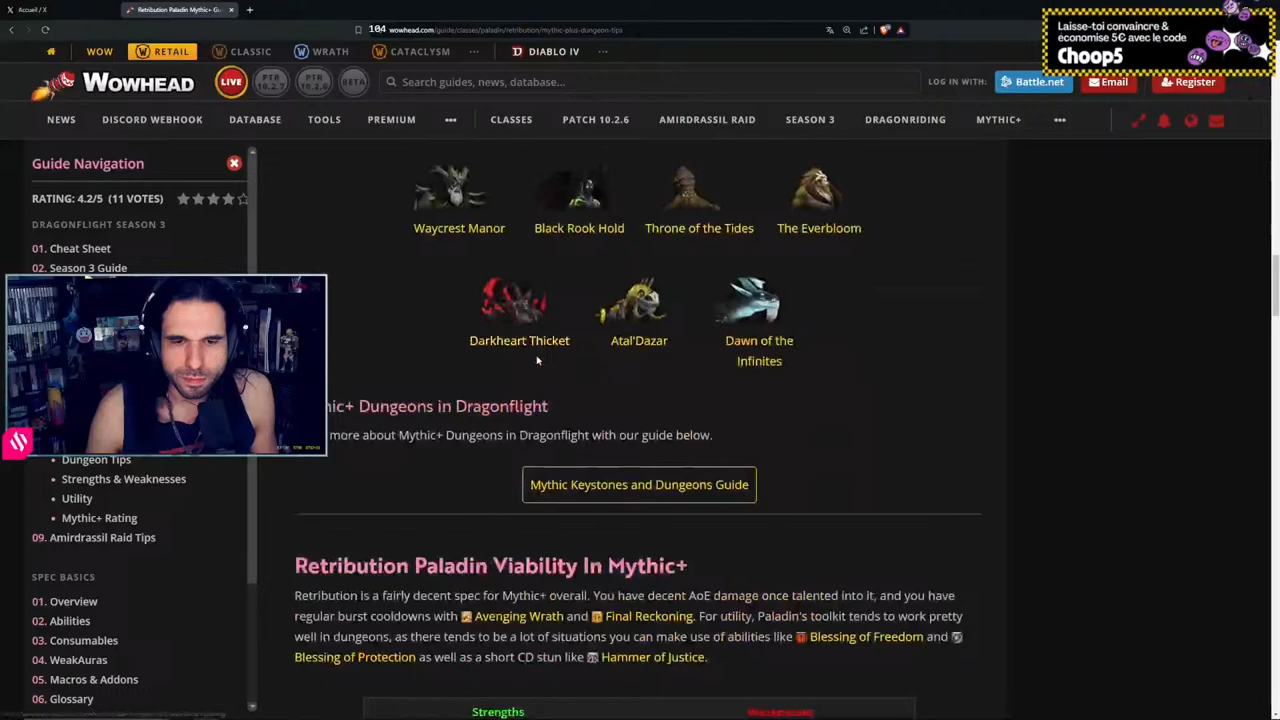 Accueil / X
Retribution Paladin Mythic+ Gu
104 wowhead.com/guide/classes/paladin/retribution/mythic-plus-dungeon-tips
Laisse-toi convaincre &
économise 5€ avec le code
Choop5
WOW
RETAIL
CLASSIC
WRATH
CATACLYSM
DIABLO IV
WOWHEAD
LIVE
PTR
10.2.7
PTR
BETA
Search guides, news, database...
LOG IN WITH:
Battle.net
Email
Register
NEWS
DISCORD WEBHOOK
DATABASE
TOOLS
PREMIUM
CLASSES
PATCH 10.2.6
AMIRDRASSIL RAID
SEASON 3
DRAGONRIDING
MYTHIC+
Guide Navigation
RATING: 4.2/5 (11 VOTES)
DRAGONFLIGHT SEASON 3
01. Cheat Sheet
02. Season 3 Guide
Dungeon Tips
Strengths & Weaknesses
Utility
Mythic+ Rating
09. Amirdrassil Raid Tips
SPEC BASICS
01. Overview
02. Abilities
03. Consumables
04. WeakAuras
05. Macros & Addons
06. Glossary
Waycrest Manor
Black Rook Hold
Throne of the Tides
The Everbloom
Darkheart Thicket
Atal'Dazar
Dawn of the
Infinites
ic+ Dungeons in Dragonflight
more about Mythic+ Dungeons in Dragonflight with our guide below.
Mythic Keystones and Dungeons Guide
Retribution Paladin Viability In Mythic+
Retribution is a fairly decent spec for Mythic+ overall. You have decent AoE damage once talented into it, and you have
regular burst cooldowns with Avenging Wrath and Final Reckoning. For utility, Paladin's toolkit tends to work pretty
well in dungeons, as there tends to be a lot of situations you can make use of abilities like Blessing of Freedom and
Blessing of Protection as well as a short CD stun like Hammer of Justice.
Strengths
Weaknesses